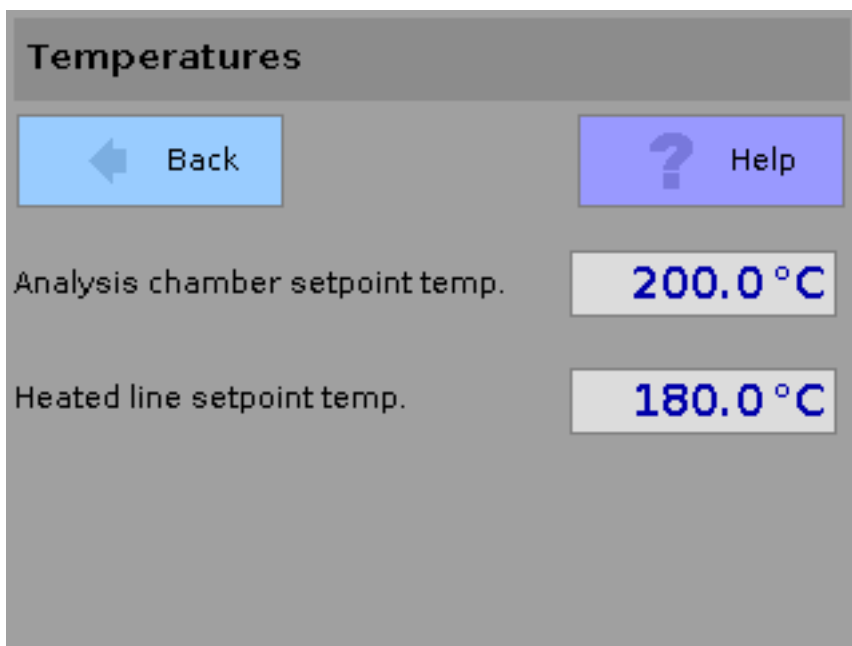 Temperatures
Back
Help
Analysis chamber setpoint temp.
200.0 °C
Heated line setpoint temp.
180.0 °C